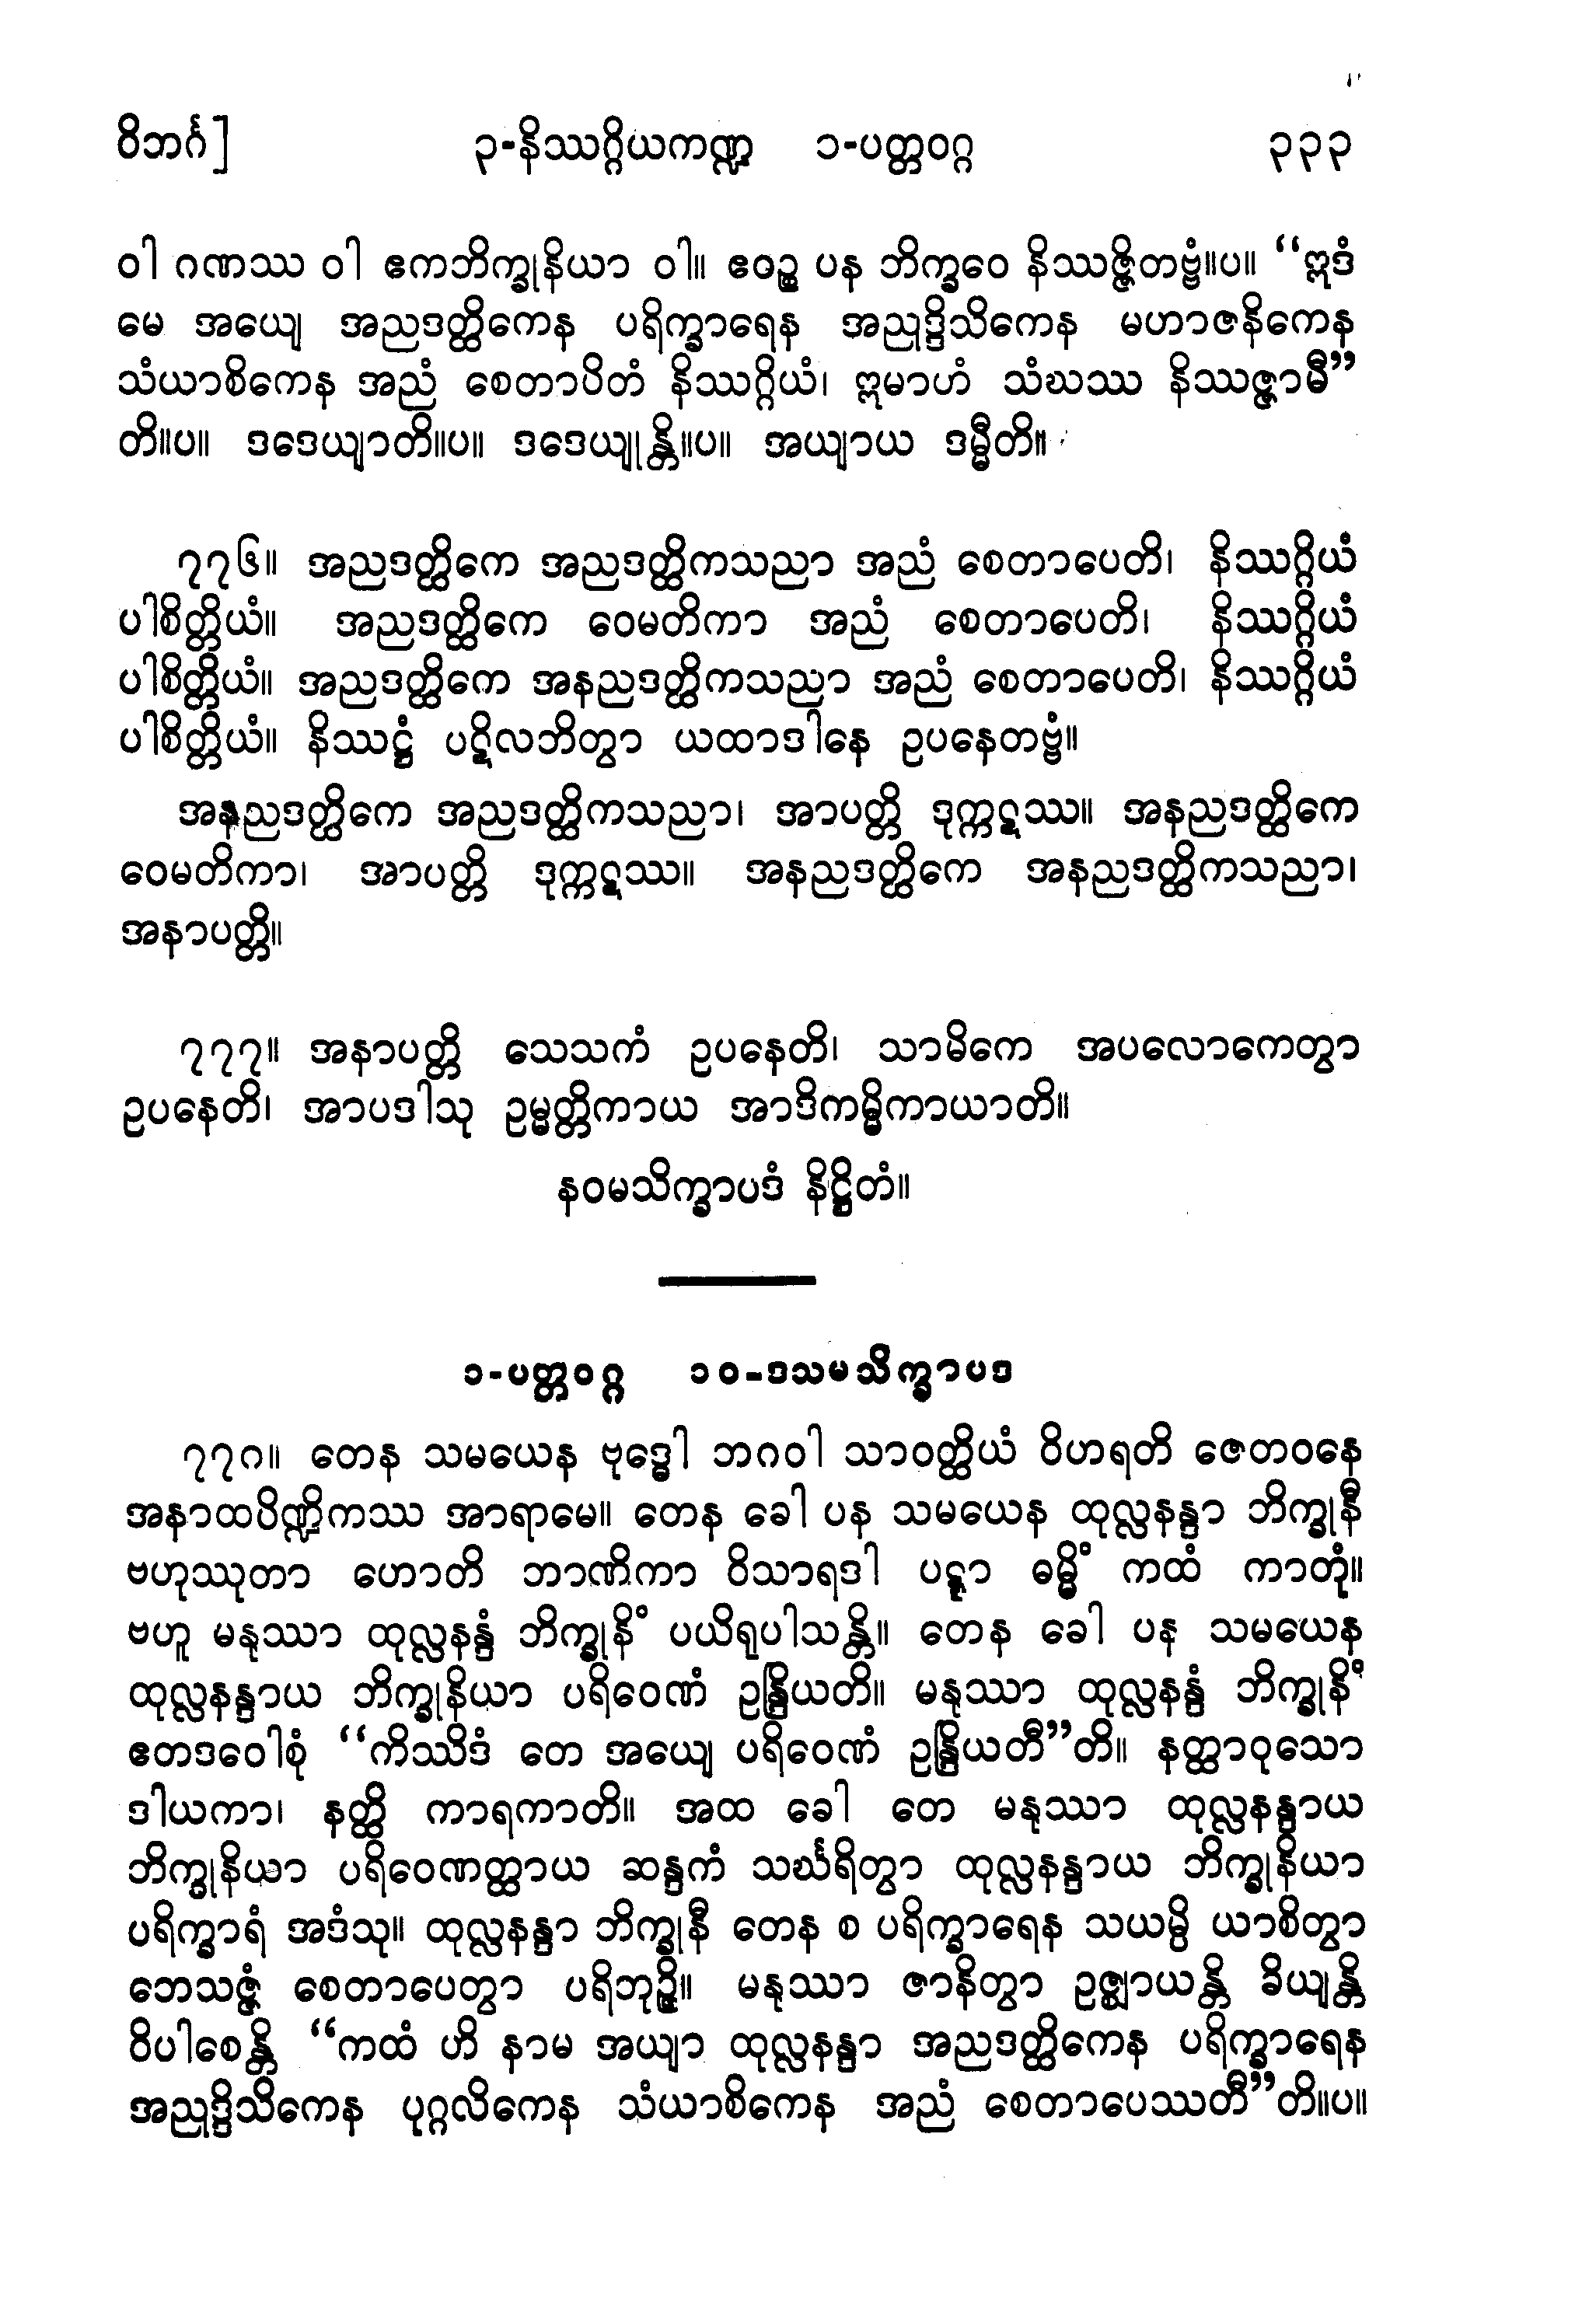 ဝိဘင်္ဂ]   ၃-နိဿဂ္ဂိယကဏ္ဍ   ၁-ပတ္တဝဂ္ဂ   ၃၃၃
ဝါ ဂဏဿ ဝါ ဧကဘိက္ခုနိယာ ဝါ။ ဧဝဉ္စ ပန ဘိက္ခဝေ နိဿဇ္ဇိတဗ္ဗံ။ပ။ “ဣဒံ
မေ အယျေ အညဒတ္ထိကေန ပရိက္ခာရေန အညုဒ္ဒိသိကေန မဟာဇနိကေန
သံယာစိကေန အညံ စေတာပိတံ နိဿဂ္ဂိယံ၊ ဣမာဟံ သံဃဿ နိဿဇ္ဇာမီ”
တိ။ပ။ ဒဒေယျာတိ။ပ။ ဒဒေယျုန္တိ။ပ။ အယျာယ ဒမ္မီတိ။
၇၇၆။ အညဒတ္ထိကေ အညဒတ္ထိကသညာ အညံ စေတာပေတိ၊ နိဿဂ္ဂိယံ
ပါစိတ္တိယံ။ အညဒတ္ထိကေ ဝေမတိကာ အညံ စေတာပေတိ၊ နိဿဂ္ဂိယံ
ပါစိတ္တိယံ။ အညဒတ္ထိကေ အနညဒတ္ထိကသညာ အညံ စေတာပေတိ၊ နိဿဂ္ဂိယံ
ပါစိတ္တိယံ။ နိဿဋ္ဌံ ပဋိလဘိတွာ ယထာဒါနေ ဥပနေတဗ္ဗံ။
အနညဒတ္ထိကေ အညဒတ္ထိကသညာ၊ အာပတ္တိ ဒုက္ကဋဿ။ အနညဒတ္ထိကေ
ဝေမတိကာ၊ အာပတ္တိ ဒုက္ကဋဿ။ အနညဒတ္ထိကေ အနညဒတ္ထိကသညာ၊
အနာပတ္တိ။
၇၇၇။ အနာပတ္တိ သေသကံ ဥပနေတိ၊ သာမိကေ အပလောကေတွာ
ဥပနေတိ၊ အာပဒါသု ဥမ္မတ္တိကာယ အာဒိကမ္မိကာယာတိ။
နဝမသိက္ခာပဒံ နိဋ္ဌိတံ။
၁-ပတ္တဝဂ္ဂ   ၁၀-ဒသမသိက္ခာပဒ
၇၇၈။ တေန သမယေန ဗုဒ္ဓေါ ဘဂဝါ သာဝတ္ထိယံ ဝိဟရတိ ဇေတဝနေ
အနာထပိဏ္ဍိကဿ အာရာမေ။ တေန ခေါ ပန သမယေန ထုလ္လနန္ဒာ ဘိက္ခုနီ
ဗဟုဿုတာ ဟောတိ ဘာဏိကာ ဝိသာရဒါ ပဋ္ဋာ ဓမ္မိံ ကထံ ကာတုံ။
ဗဟူ မနုဿာ ထုလ္လနန္ဒံ ဘိက္ခုနိံ ပယိရုပါသန္တိ။ တေန ခေါ ပန သမယေန
ထုလ္လနန္ဒာယ ဘိက္ခုနိယာ ပရိဝေဏံ ဥန္ဒြိယတိ။ မနုဿာ ထုလ္လနန္ဒံ ဘိက္ခုနိံ
ဧတဒဝေါစုံ “ကိဿိဒံ တေ အယျေ ပရိဝေဏံ ဥန္ဒြိယတီ”တိ။ နတ္ထာဝုသော
ဒါယကာ၊ နတ္ထိ ကာရကာတိ။ အထ ခေါ တေ မနုဿာ ထုလ္လနန္ဒာယ
ဘိက္ခုနိယာ ပရိဝေဏတ္ထာယ ဆန္ဒကံ သင်္ဃရိတွာ ထုလ္လနန္ဒာယ ဘိက္ခုနိယာ
ပရိက္ခာရံ အဒံသု။ ထုလ္လနန္ဒာ ဘိက္ခုနီ တေန စ ပရိက္ခာရေန သယမ္ပိ ယာစိတွာ
ဘေသဇ္ဇံ စေတာပေတွာ ပရိဘုဉ္ဇိ။ မနုဿာ ဇာနိတွာ ဥဇ္ဈာယန္တိ ခိယျန္တိ
ဝိပါစေန္တိ “ကထံ ဟိ နာမ အယျာ ထုလ္လနန္ဒာ အညဒတ္ထိကေန ပရိက္ခာရေန
အညုဒ္ဒိသိကေန ပုဂ္ဂလိကေန သံယာစိကေန အညံ စေတာပေဿတီ”တိ။ပ။